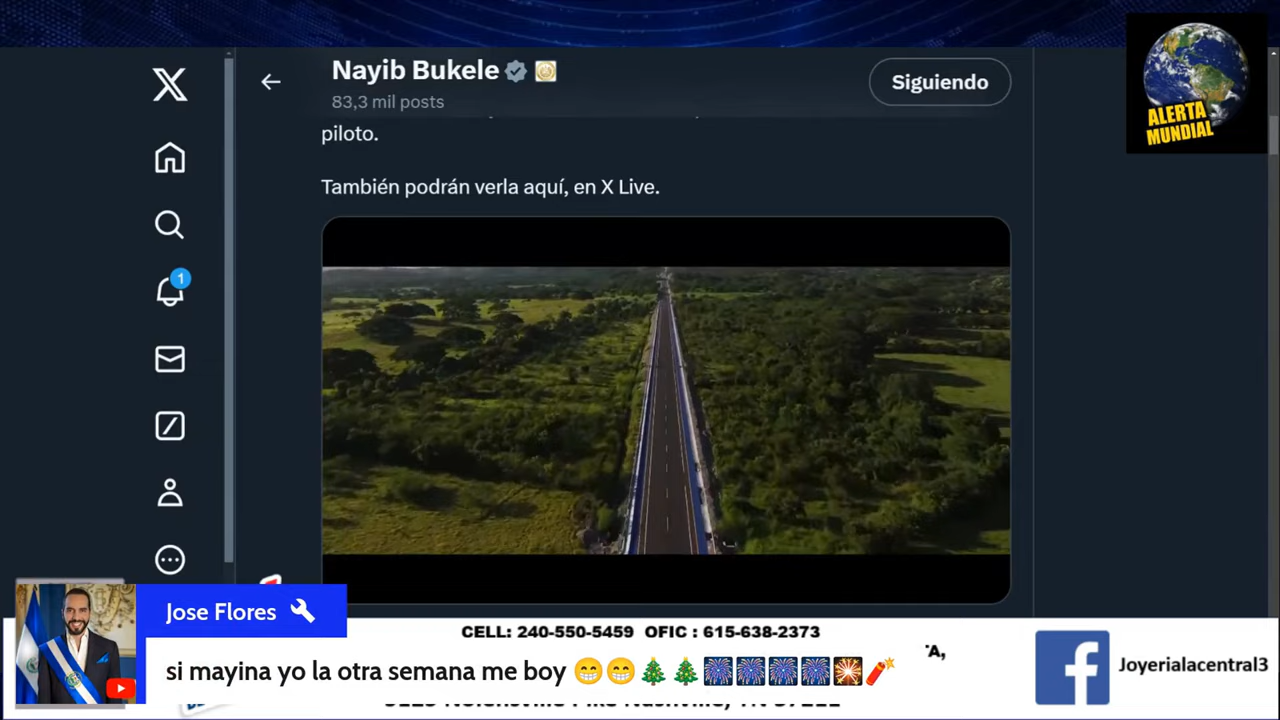 Nayib Bukele
83,3 mil posts
Siguiendo
ALERTA
MUNDIAL
piloto.
También podrán verla aquí, en X Live.
1
Jose Flores
CELL: 240-550-5459 OFIC : 615-638-2373
si mayina yo la otra semana me boy 😁😁🎄🎄🎆🎆🎆🎆🎇🧨
Joyerialacentral3